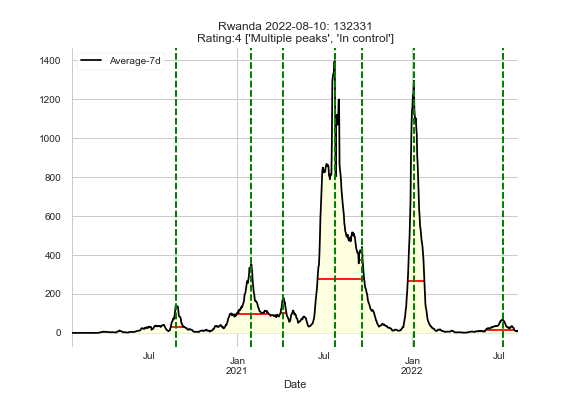 Rwanda 2022-08-10: 132331
Rating:4 ['Multiple peaks', 'In control']
Average-7d
1400
1200
1000
800
600
400
200
0
Jul
Jan
2021
Jul
Jan
2022
Jul
Date